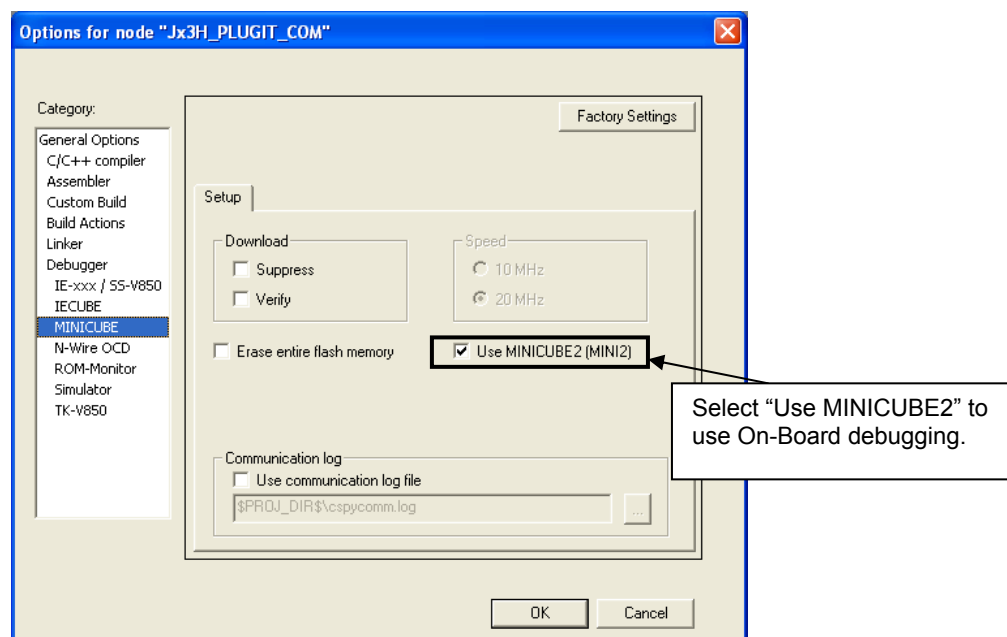 Options for node "Jx3H_PLUGIT_COM"
Category:
General Options
C/C++ compiler
Assembler
Custom Build
Build Actions
Linker
Debugger
IE-xxx / SS-V850
IECUBE
MINICUBE
N-Wire OCD
ROM-Monitor
Simulator
TK-V850
Factory Settings
Setup
Download
Suppress
Verify
Speed
10 MHz
20 MHz
Erase entire flash memory
Use MINICUBE2 (MINI2)
Select “Use MINICUBE2” to
use On-Board debugging.
Communication log
Use communication log file
$PROJ_DIR$\cspycomm.log
...
OK
Cancel